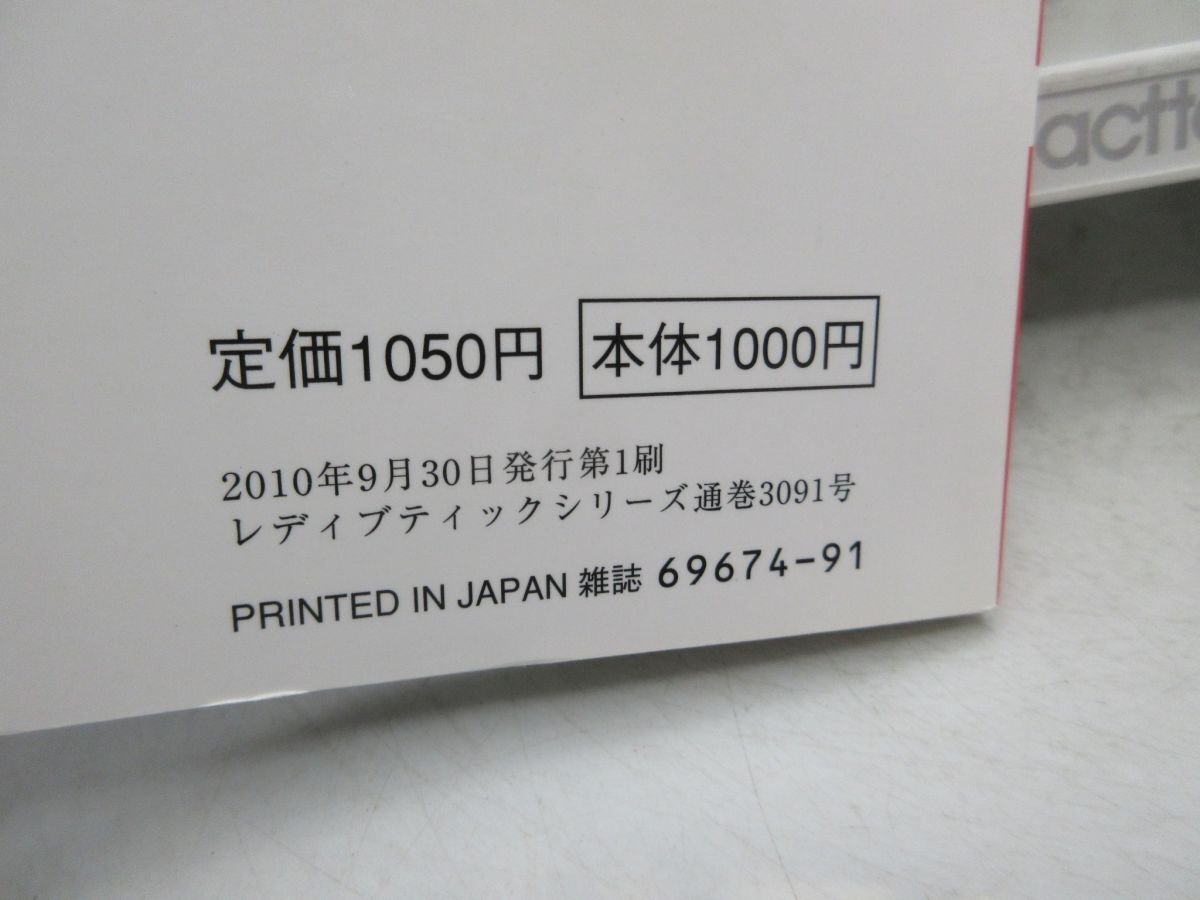 定価1050円 本体1000円
2010年9月30日発行第1刷
レディブティックシリーズ通巻3091号
PRINTED IN JAPAN 雑誌 69674-91